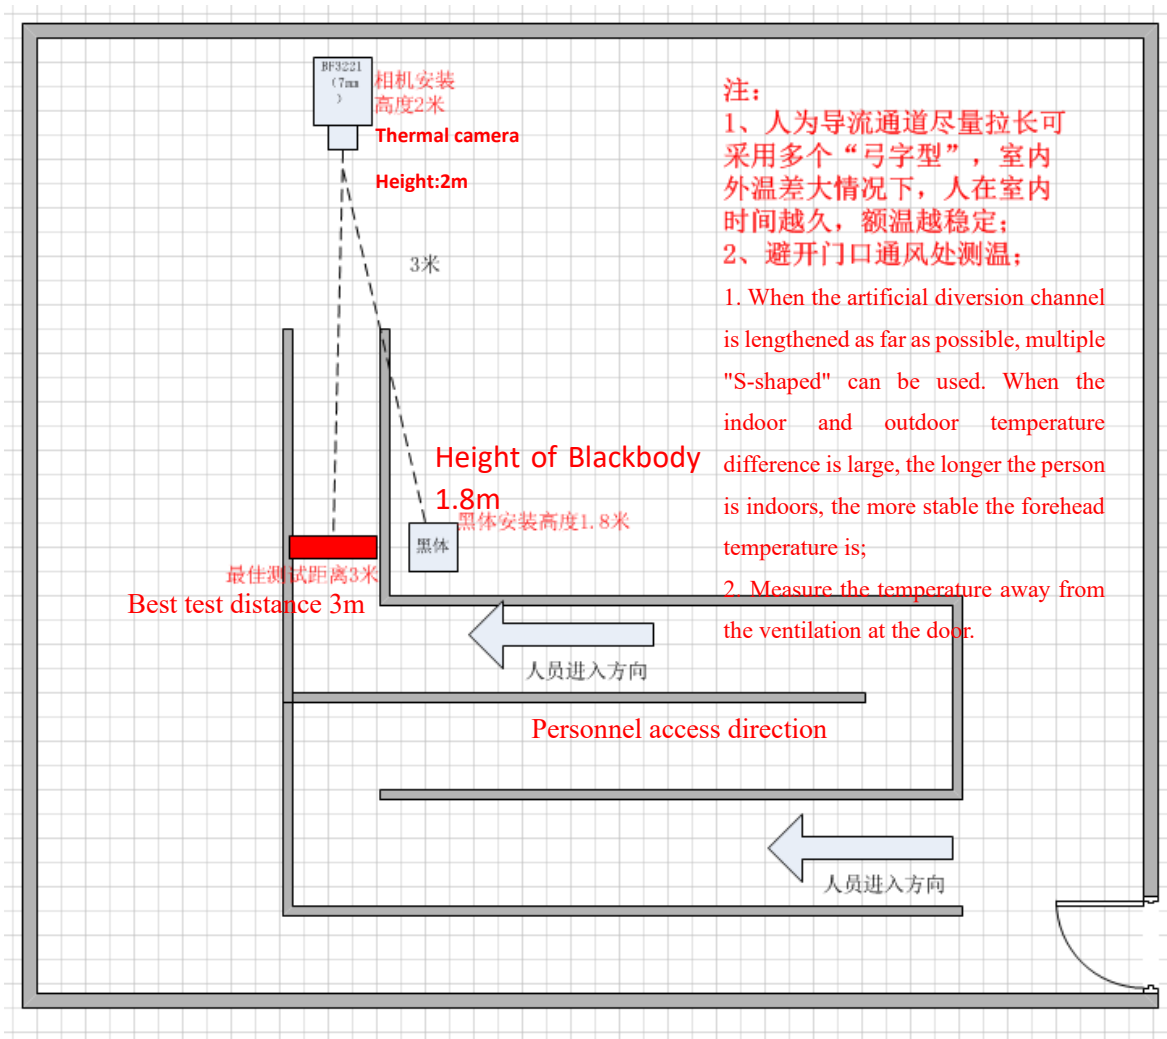 BF3221
(7mm
)
相机安装
高度2米
Thermal camera
Height:2m
3米
注：
1、人为导流通道尽量拉长可
采用多个“弓字型”，室内
外温差大情况下，人在室内
时间越久，额温越稳定；
2、避开门口通风处测温；
1. When the artificial diversion channel
is lengthened as far as possible, multiple
"S-shaped" can be used. When the
indoor and outdoor temperature
difference is large, the longer the person
is indoors, the more stable the forehead
temperature is;
2. Measure the temperature away from
the ventilation at the door.
Height of Blackbody
1.8m
黑体安装高度1.8米
黑体
最佳测试距离3米
Best test distance 3m
人员进入方向
Personnel access direction
人员进入方向